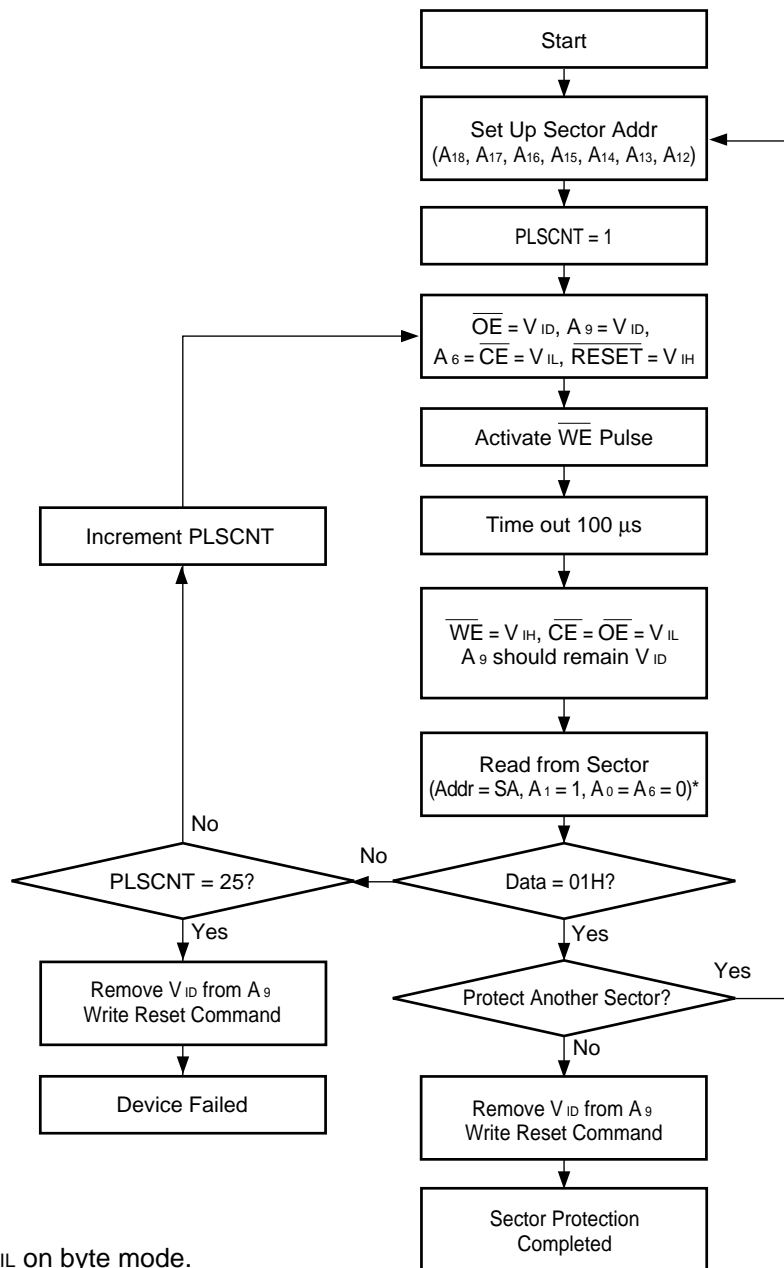 Start
Set Up Sector Addr
(A18, A17, A16, A15, A14, A13, A12)
PLSCNT = 1
OE = VID, A9 = VID,
A6 = CE = VIL, RESET = VIH
Activate WE Pulse
Increment PLSCNT
Time out 100 µs
WE = VIH, CE = OE = VIL
A9 should remain VID
Read from Sector
(Addr = SA, A1 = 1, A0 = A6 = 0)*
No
No
PLSCNT = 25?
Data = 01H?
Yes
Yes
Remove VID from A9
Write Reset Command
Protect Another Sector?
Yes
No
Device Failed
Remove VID from A9
Write Reset Command
Sector Protection
Completed
IL on byte mode.